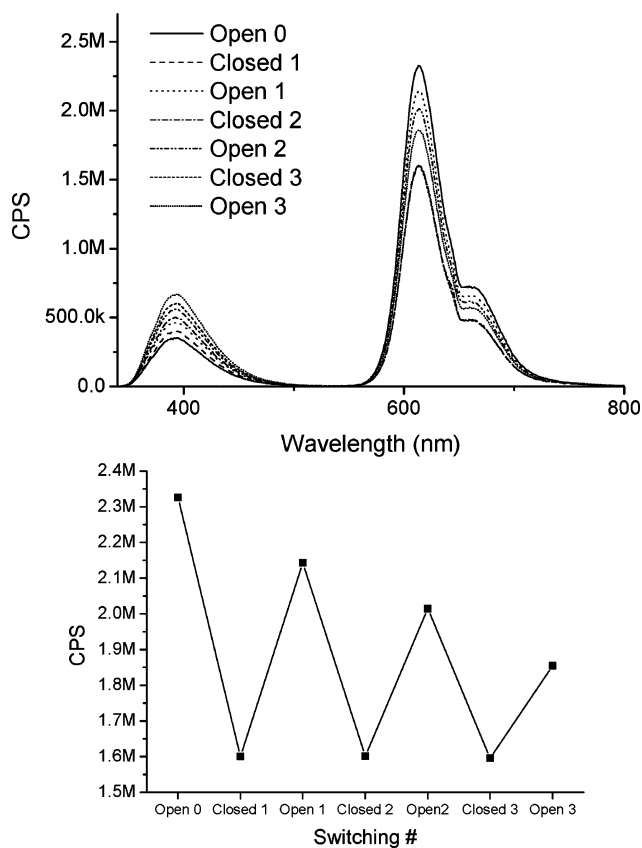 2.5M
2.0M
1.5M
1.0M
500.0k
0.0
CPS
Open 0
Closed 1
Open 1
Closed 2
Open 2
Closed 3
Open 3
400
600
800
Wavelength (nm)
2.4M
2.3M
2.2M
2.1M
2.0M
1.9M
1.8M
1.7M
1.6M
1.5M
CPS
Open 0 Closed 1 Open 1 Closed 2 Open2 Closed 3 Open 3
Switching #